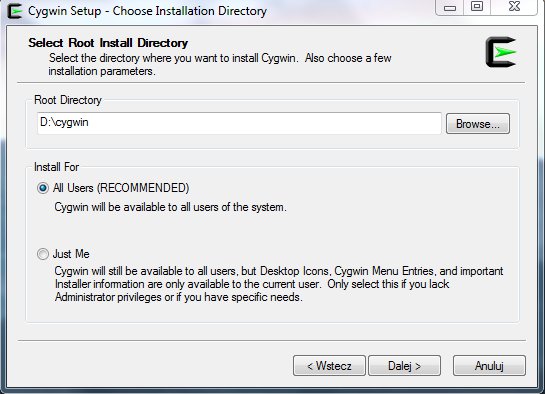 Cygwin Setup - Choose Installation Directory
Select Root Install Directory
Select the directory where you want to install Cygwin. Also choose a few
installation parameters.
Root Directory
D:\cygwin
Browse...
Install For
All Users (RECOMMENDED)
Cygwin will be available to all users of the system.
Just Me
Cygwin will still be available to all users, but Desktop Icons, Cygwin Menu Entries, and important
Installer information are only available to the current user. Only select this if you lack
Administrator privileges or if you have specific needs.
< Wstecz
Dalej >
Anuluj